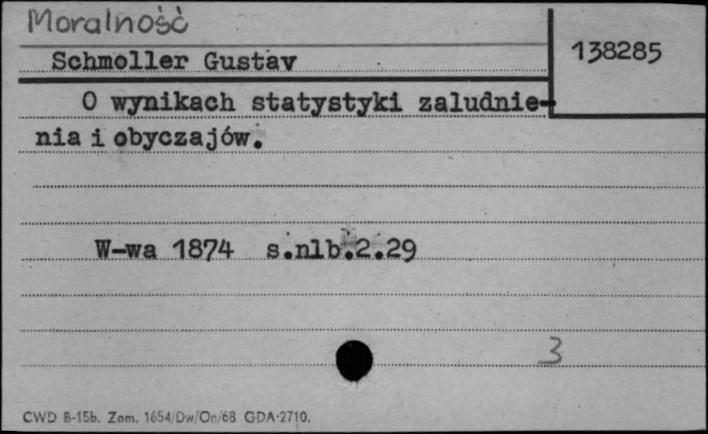 Moralność
138285
Schmoller Gustav
O wynikach statystyki zaludnie-
nia i obyczajów.
W-wa 1874 s.nlb.2.29
3
CWD B-15b. Zam. 1654/Dw/On/68 GDA-2710.